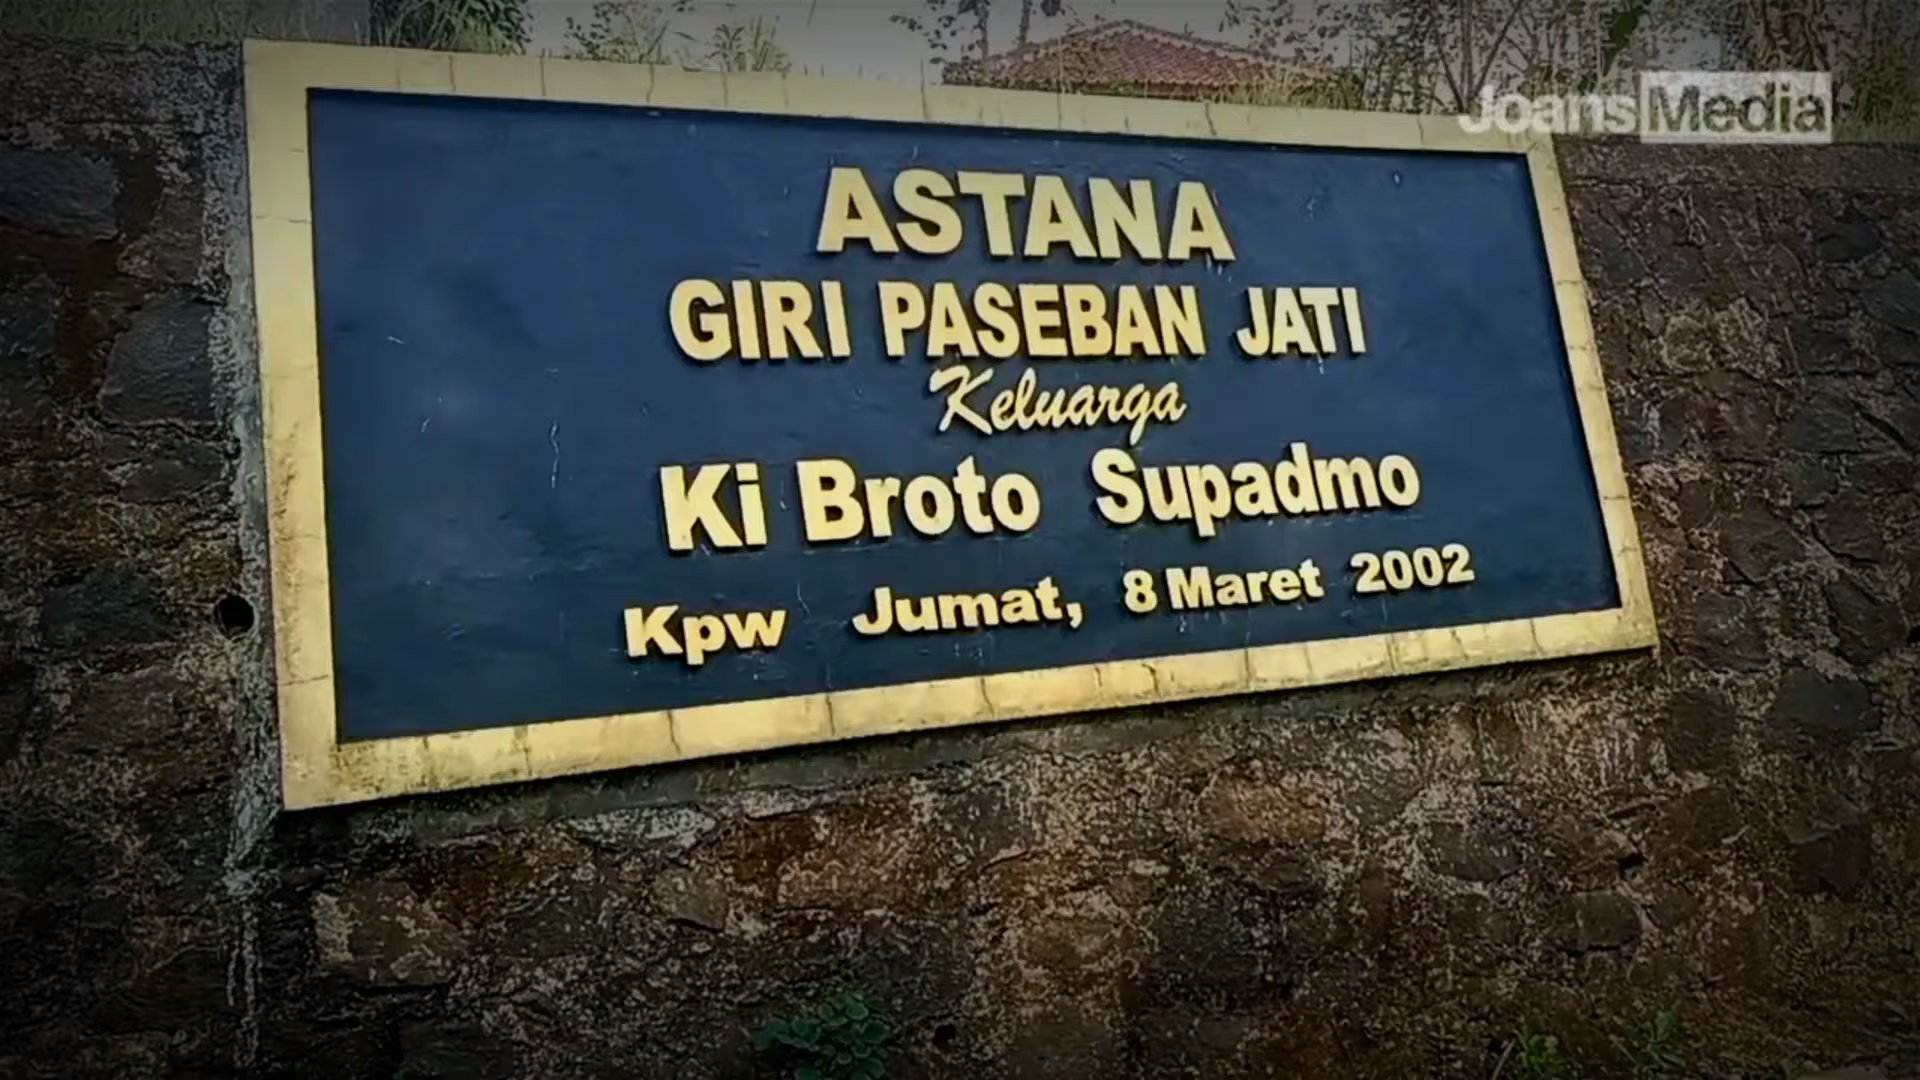 JoansMedia
ASTANA
GIRI PASEBAN JATI
Keluarga
Ki Broto Supadmo
Kpw Jumat, 8 Maret 2002